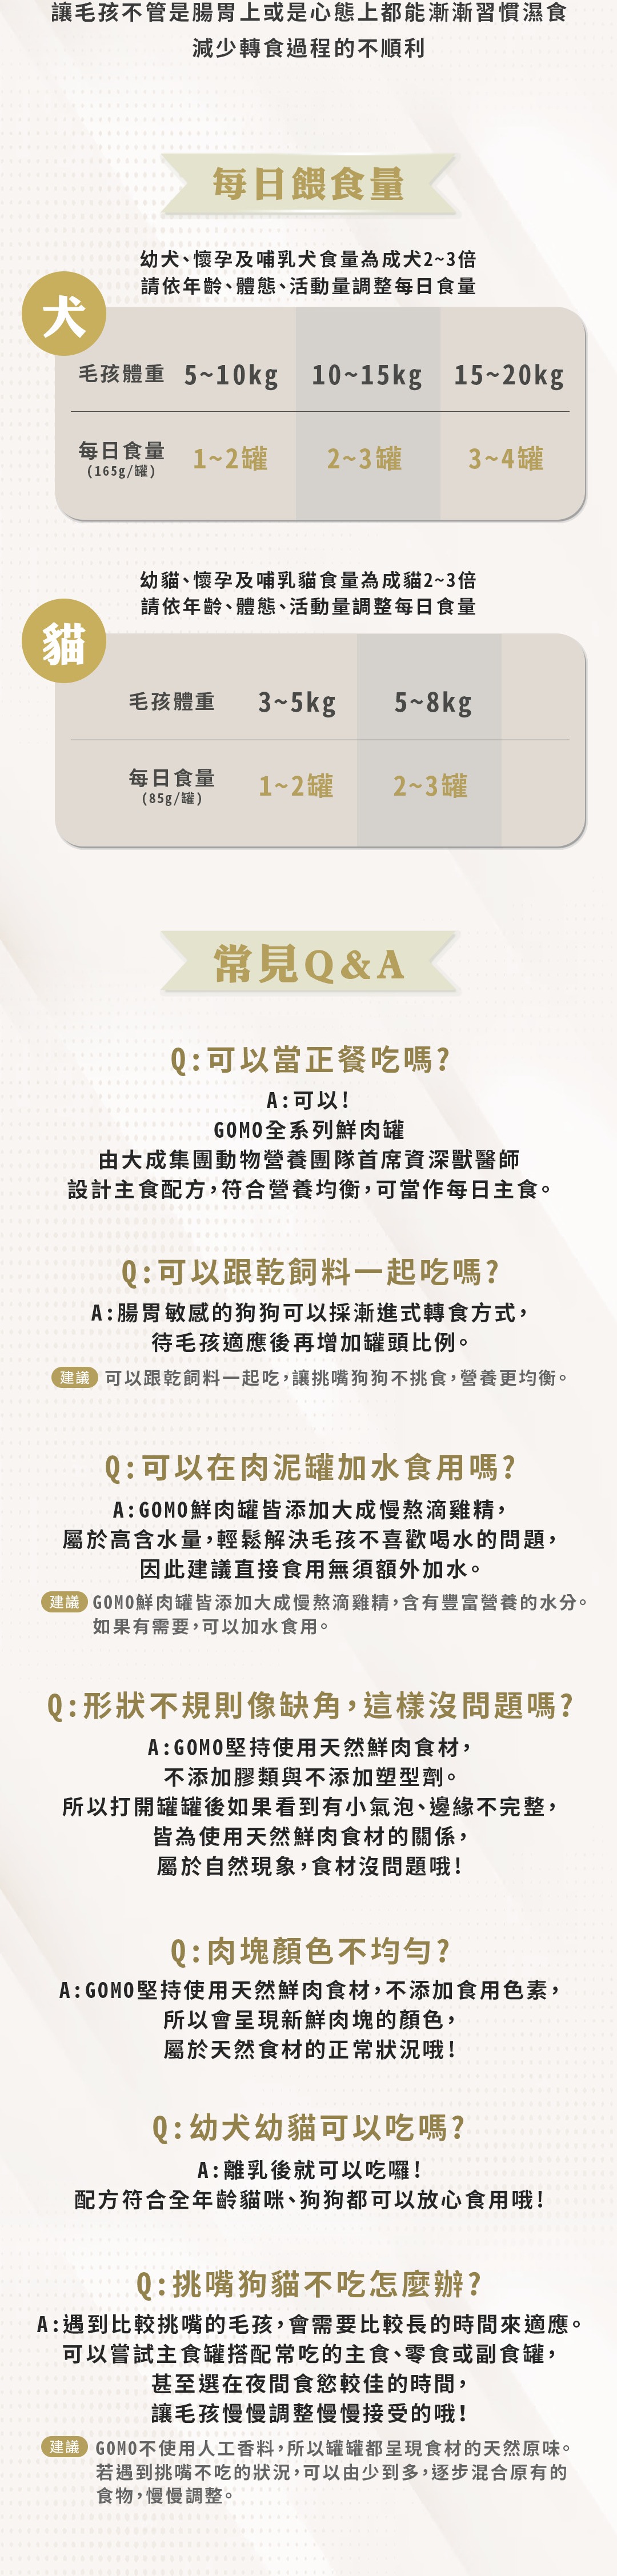 讓毛孩不管是腸胃上或是心態上都能漸漸習慣濕食
減少轉食過程的不順利
每日餵食量
幼犬、懷孕及哺乳犬食量為成犬2~3倍
請依年齡、體態、活動量調整每日食量
犬
毛孩體重 5~10kg 10~15kg 15~20kg
每日食量 1~2罐 2~3罐 3~4罐
(165g/罐)
幼貓、懷孕及哺乳貓食量為成貓2~3倍
請依年齡、體態、活動量調整每日食量
貓
毛孩體重 3~5kg 5~8kg
每日食量 1~2罐 2~3罐
(85g/罐)
常見Q&A
Q:可以當正餐吃嗎?
A:可以!
GOMO全系列鮮肉罐
由大成集團動物營養團隊首席資深獸醫師
設計主食配方,符合營養均衡,可當作每日主食。
Q:可以跟乾飼料一起吃嗎?
A:腸胃敏感的狗狗可以採漸進式轉食方式,
待毛孩適應後再增加罐頭比例。
建議 可以跟乾飼料一起吃,讓挑嘴狗狗不挑食,營養更均衡。
Q:可以在肉泥罐加水食用嗎?
A:GOMO鮮肉罐皆添加大成慢熬滴雞精,
屬於高含水量,輕鬆解決毛孩不喜歡喝水的問題,
因此建議直接食用無須額外加水。
建議 GOMO鮮肉罐皆添加大成慢熬滴雞精,含有豐富營養的水分。
如果有需要,可以加水食用。
Q:形狀不規則像缺角,這樣沒問題嗎?
A:GOMO堅持使用天然鮮肉食材,
不添加膠類與不添加塑型劑。
所以打開罐罐後如果看到有小氣泡、邊緣不完整,
皆為使用天然鮮肉食材的關係,
屬於自然現象,食材沒問題哦!
Q:肉塊顏色不均勻?
A:GOMO堅持使用天然鮮肉食材,不添加食用色素,
所以會呈現新鮮肉塊的顏色,
屬於天然食材的正常狀況哦!
Q:幼犬幼貓可以吃嗎?
A:離乳後就可以吃囉!
配方符合全年齡貓咪、狗狗都可以放心食用哦!
Q:挑嘴狗貓不吃怎麼辦?
A:遇到比較挑嘴的毛孩,會需要比較長的時間來適應。
可以嘗試主食罐搭配常吃的主食、零食或副食罐,
甚至選在夜間食慾較佳的時間,
讓毛孩慢慢調整慢慢接受的哦!
建議 GOMO不使用人工香料,所以罐罐都呈現食材的天然原味。
若遇到挑嘴不吃的狀況,可以由少到多,逐步混合原有的
食物,慢慢調整。